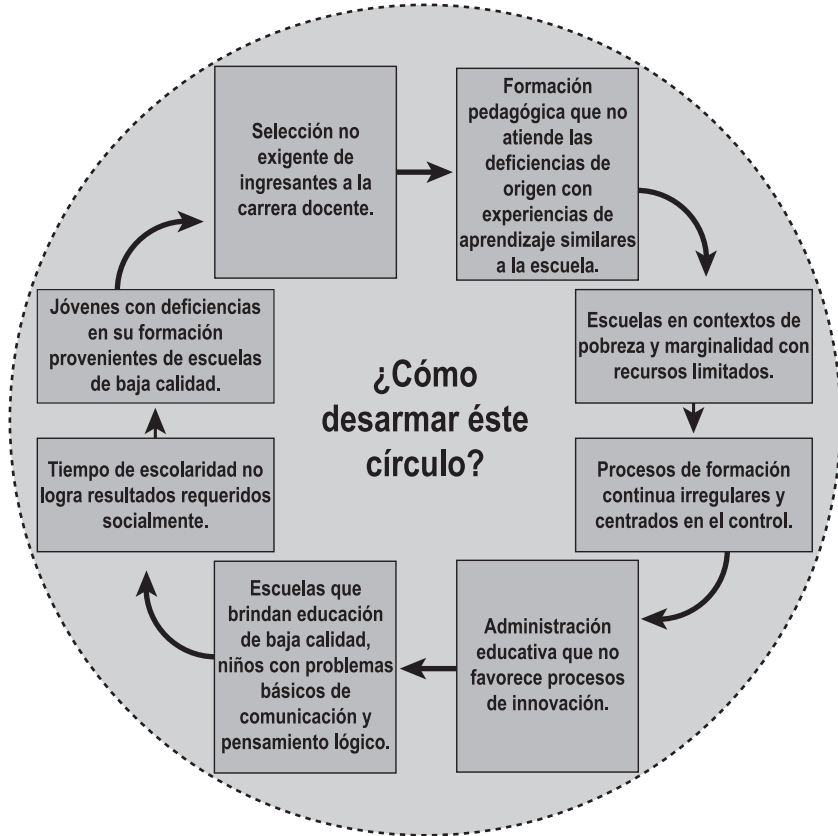 Selección no
exigente de
ingresantes a la
carrera docente.
Formación
pedagógica que no
atiende las
deficiencias de
origen con
experiencias de
aprendizaje similares
a la escuela.
Escuelas en contextos de
pobreza y marginalidad con
recursos limitados.
Procesos de formación
continua irregulares y
centrados en el control.
Administración
educativa que no
favorece procesos
de innovación.
Escuelas que
brindan educación
de baja calidad,
niños con problemas
básicos de
comunicación y
pensamiento lógico.
Tiempo de escolaridad no
logra resultados requeridos
socialmente.
Jóvenes con deficiencias
en su formación
provenientes de escuelas
de baja calidad.
¿Cómo
desarmar éste
círculo?